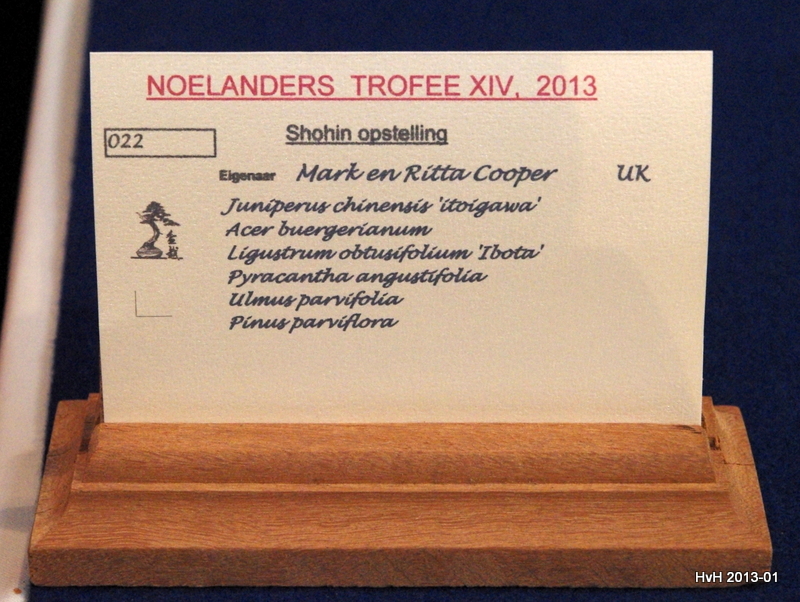 NOELANDERS TROFEE XIV, 2013
022
Shohin opstelling
Eigenaar Mark en Ritta Cooper UK
Juniperus chinensis 'itoigawa'
Acer buergerianum
Ligustrum obtusifolium 'Ibota'
Pyracantha angustifolia
Ulmus parvifolia
Pinus parviflora
HvH 2013-01